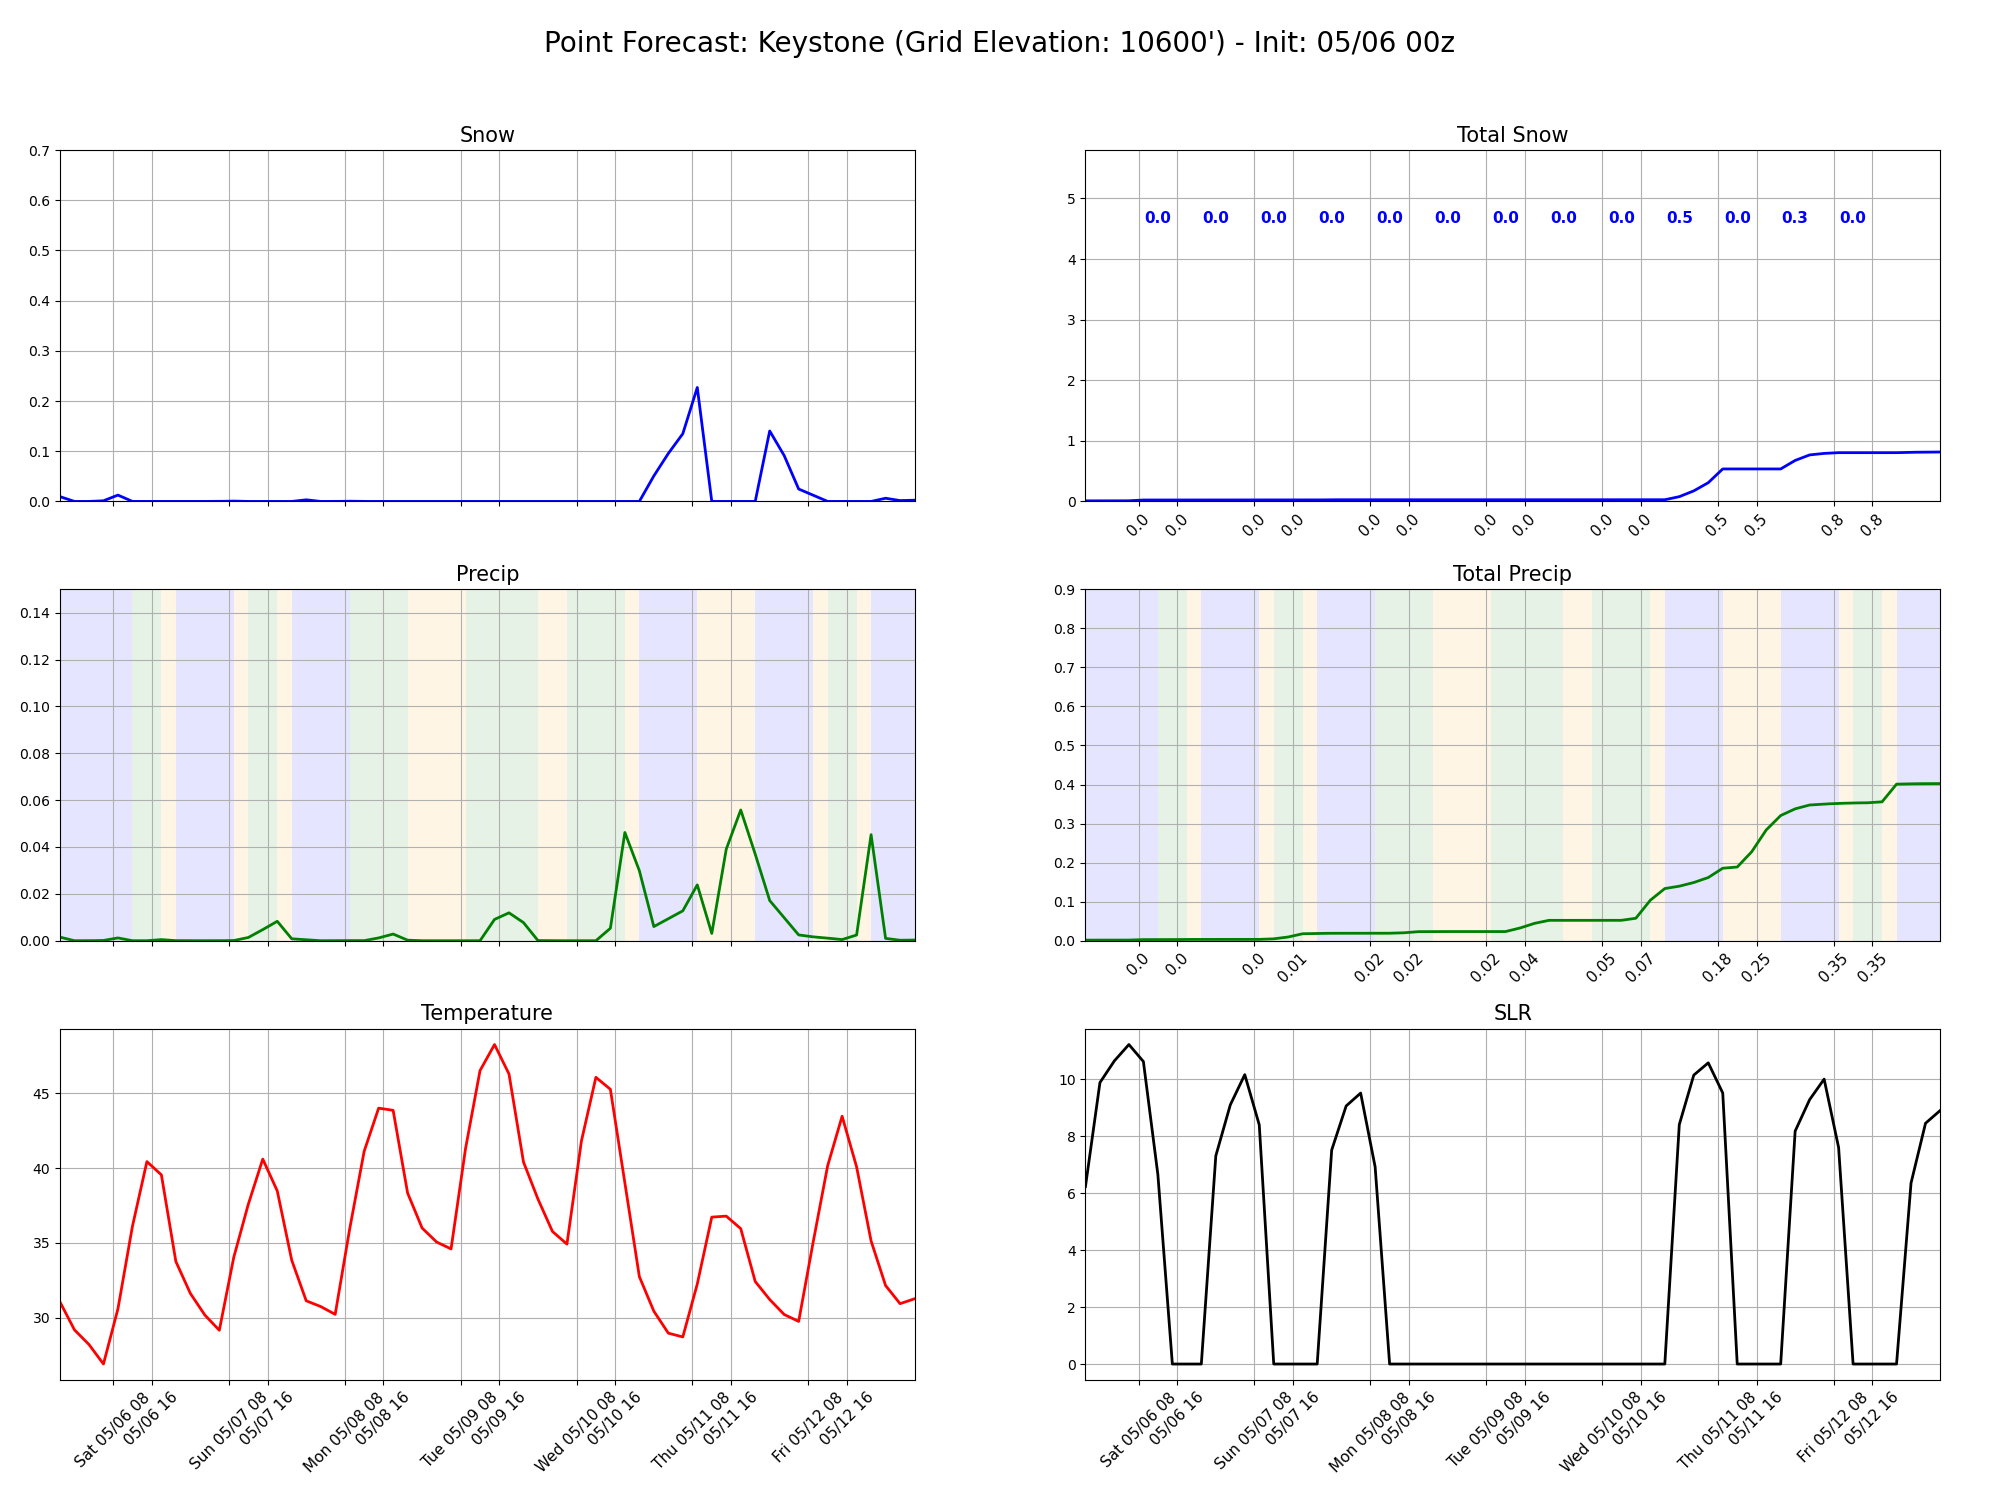 Point Forecast: Keystone (Grid Elevation: 10600') - Init: 05/06 00z
Snow
0.7
0.6
0.5
0.4
0.3
0.2
0.1
0.0
Total Snow
5
4
3
2
1
0
0.0 0.0 0.0 0.0 0.0 0.0 0.0 0.0 0.0 0.5 0.0 0.3 0.0
0.0 0.0 0.0 0.0 0.0 0.0 0.0 0.0 0.0 0.0 0.5 0.5 0.8 0.8
Precip
0.14
0.12
0.10
0.08
0.06
0.04
0.02
0.00
Total Precip
0.9
0.8
0.7
0.6
0.5
0.4
0.3
0.2
0.1
0.0
0.0 0.0 0.0 0.01 0.02 0.02 0.02 0.04 0.05 0.07 0.18 0.25 0.35 0.35
Temperature
45
40
35
30
Sat 05/06 08
05/06 16
Sun 05/07 08
05/07 16
Mon 05/08 08
05/08 16
Tue 05/09 08
05/09 16
Wed 05/10 08
05/10 16
Thu 05/11 08
05/11 16
Fri 05/12 08
05/12 16
SLR
10
8
6
4
2
0
Sat 05/06 08
05/06 16
Sun 05/07 08
05/07 16
Mon 05/08 08
05/08 16
Tue 05/09 08
05/09 16
Wed 05/10 08
05/10 16
Thu 05/11 08
05/11 16
Fri 05/12 08
05/12 16